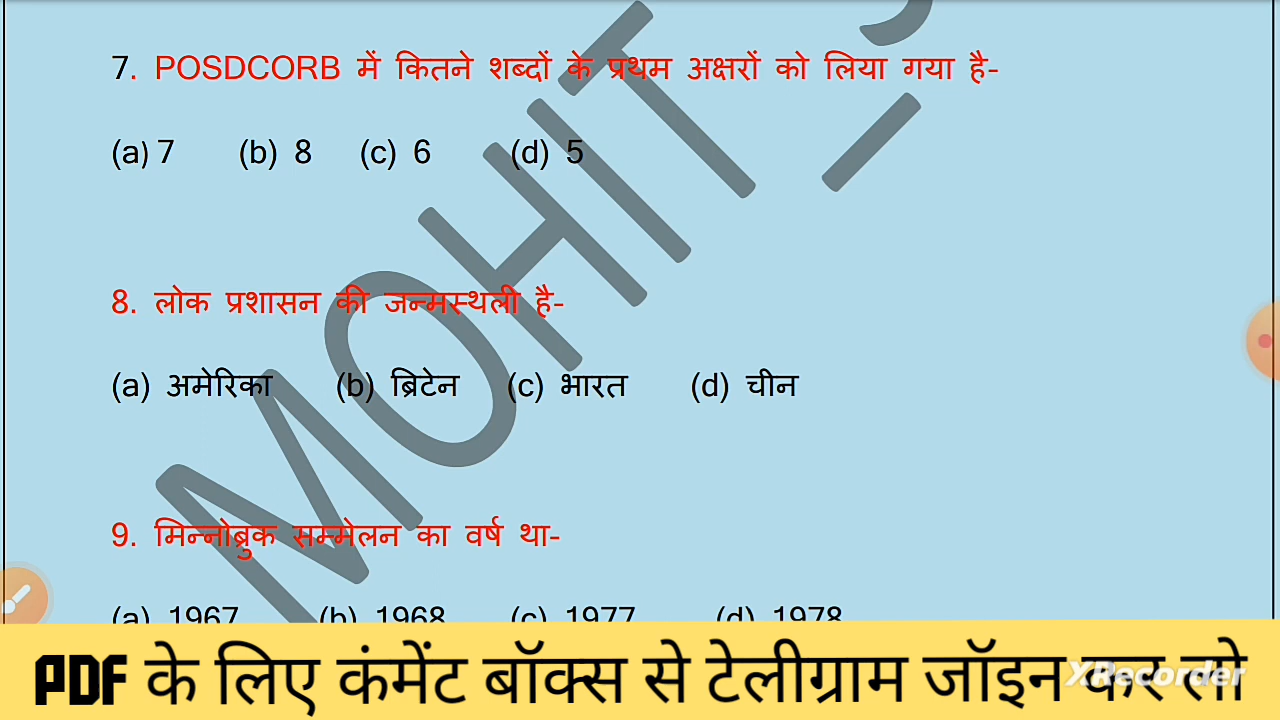 7. POSDCORB में कितने शब्दों के प्रथम अक्षरों को लिया गया है-
(a) 7 (b) 8 (c) 6 (d) 5
8. लोक प्रशासन की जन्मस्थली है-
(a) अमेरिका (b) ब्रिटेन (c) भारत (d) चीन
9. मिन्नोब्रुक सम्मेलन का वर्ष था-
(a) 1967 (b) 1968 (c) 1977 (d) 1978
PDF के लिए कंमेंट बॉक्स से टेलीग्राम जॉइन कर लो
XRecorder
MOHIT_